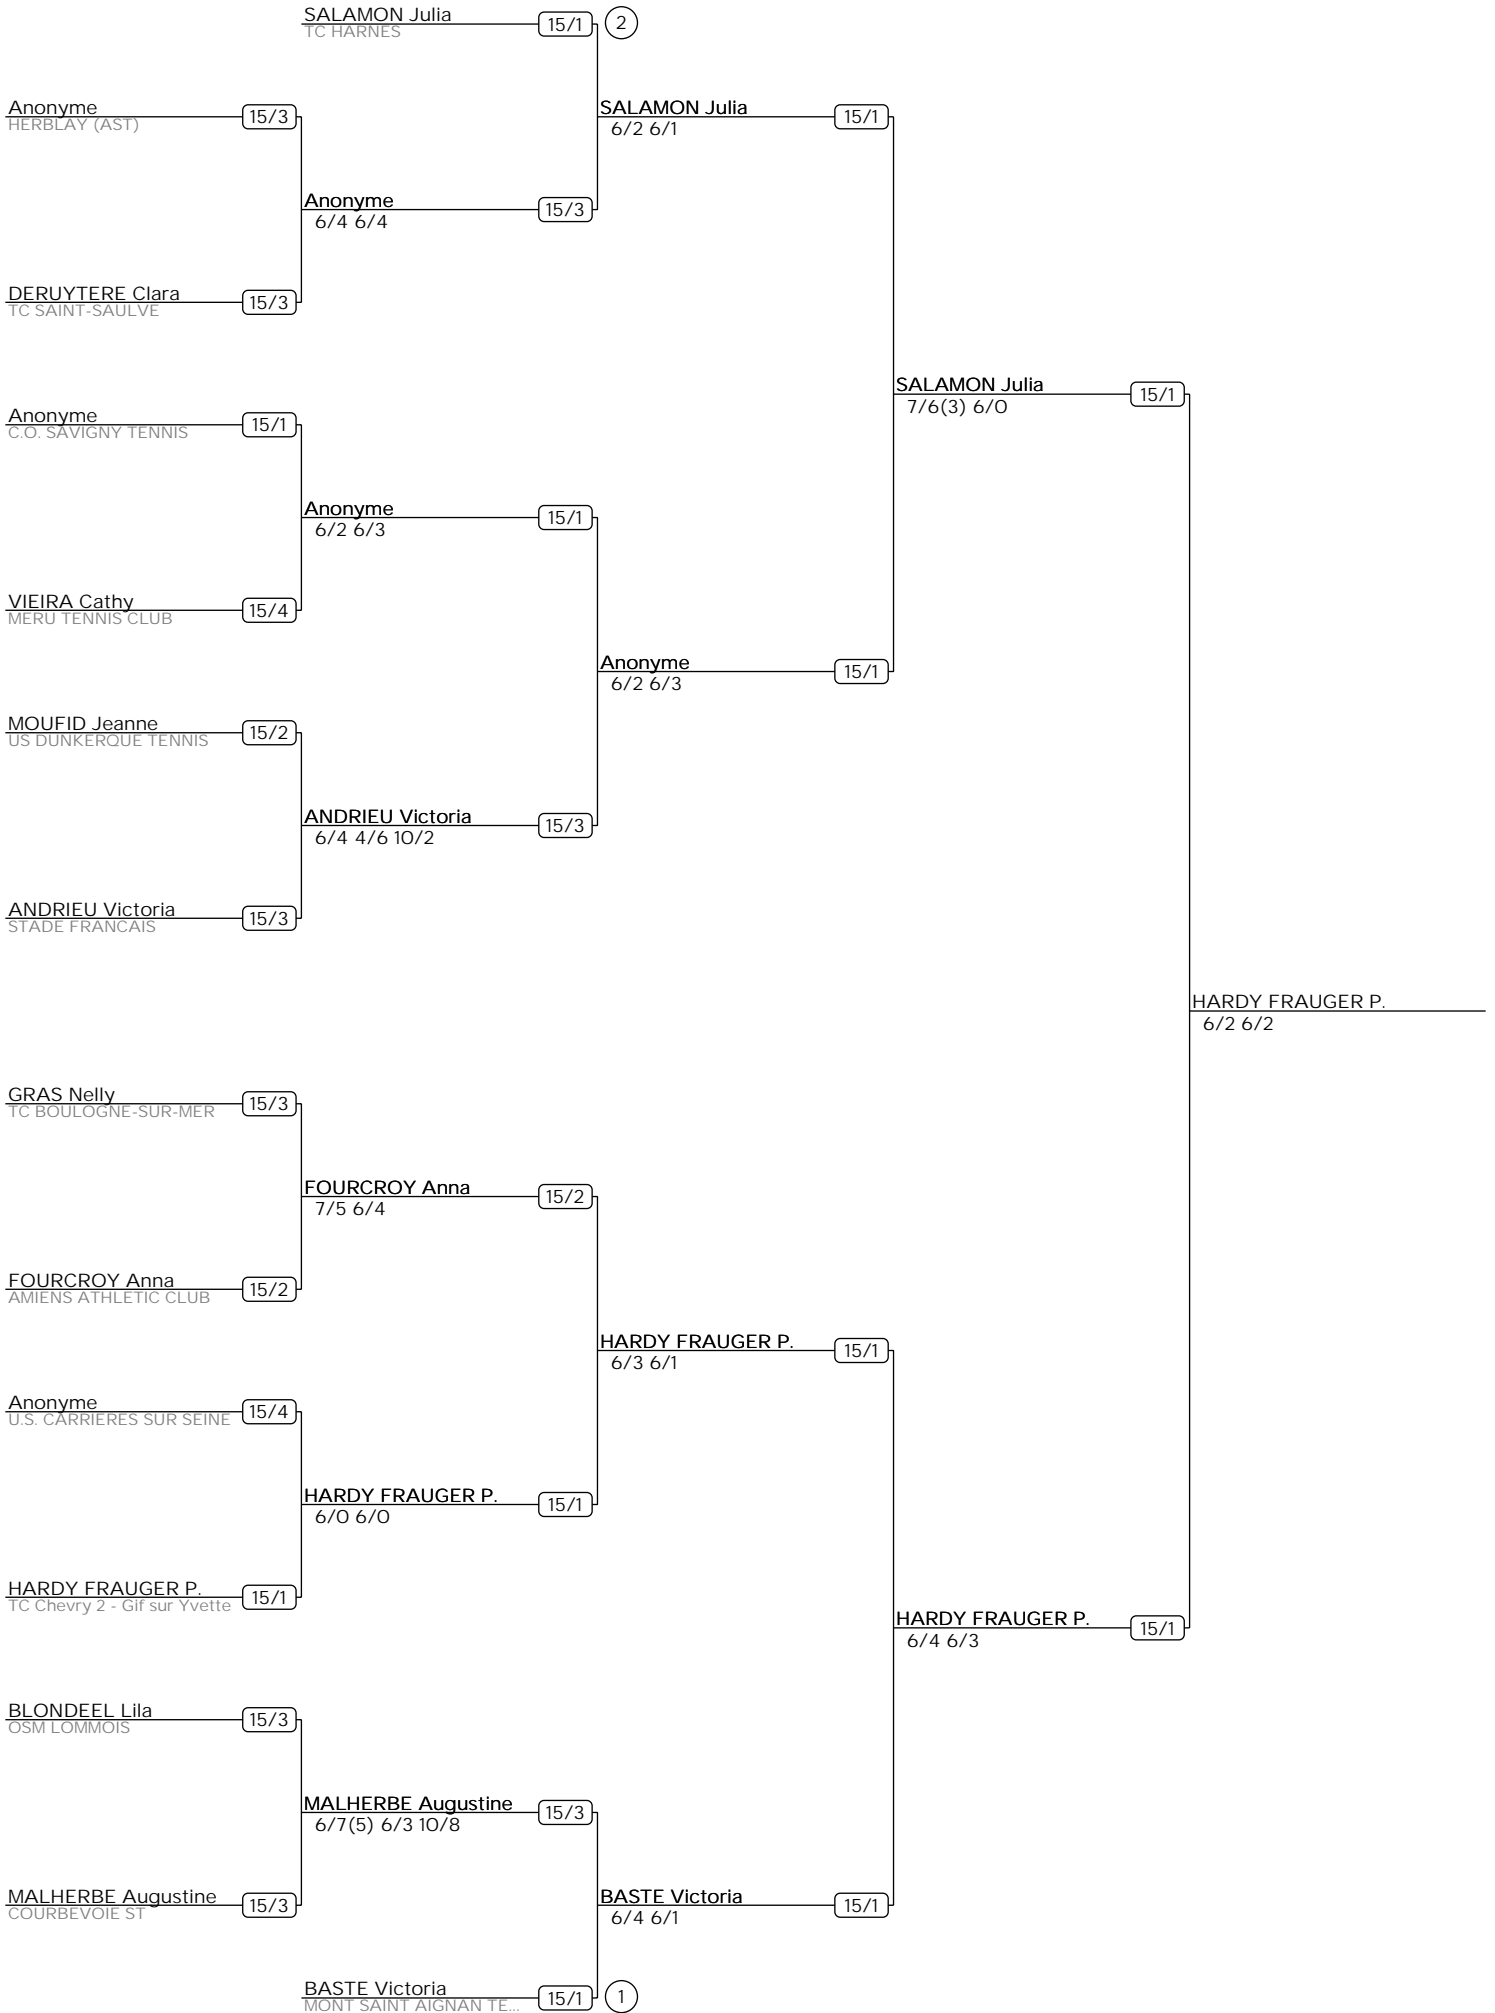 SALAMON Julia
TC HARNES
15/1
2
Anonyme
HERBLAY (AST)
15/3
SALAMON Julia
6/2 6/1
15/1
Anonyme
6/4 6/4
15/3
DERUYTERE Clara
TC SAINT-SAULVE
15/3
SALAMON Julia
7/6(3) 6/0
15/1
Anonyme
C.O. SAVIGNY TENNIS
15/1
Anonyme
6/2 6/3
15/1
VIEIRA Cathy
MERU TENNIS CLUB
15/4
Anonyme
6/2 6/3
15/1
MOUFID Jeanne
US DUNKERQUE TENNIS
15/2
ANDRIEU Victoria
6/4 4/6 10/2
15/3
ANDRIEU Victoria
STADE FRANCAIS
15/3
HARDY FRAUGER P.
6/2 6/2
GRAS Nelly
TC BOULOGNE-SUR-MER
15/3
FOURCROY Anna
7/5 6/4
15/2
FOURCROY Anna
AMIENS ATHLETIC CLUB
15/2
HARDY FRAUGER P.
6/3 6/1
15/1
Anonyme
U.S. CARRIERES SUR SEINE
15/4
HARDY FRAUGER P.
6/0 6/0
15/1
HARDY FRAUGER P.
TC Chevry 2 - Gif sur Yvette
15/1
HARDY FRAUGER P.
6/4 6/3
15/1
BLONDEEL Lila
OSM LOMMOIS
15/3
MALHERBE Augustine
6/7(5) 6/3 10/8
15/3
MALHERBE Augustine
COURBEVOIE ST
15/3
BASTE Victoria
6/4 6/1
15/1
BASTE Victoria
MONT SAINT AIGNAN TE...
15/1
1